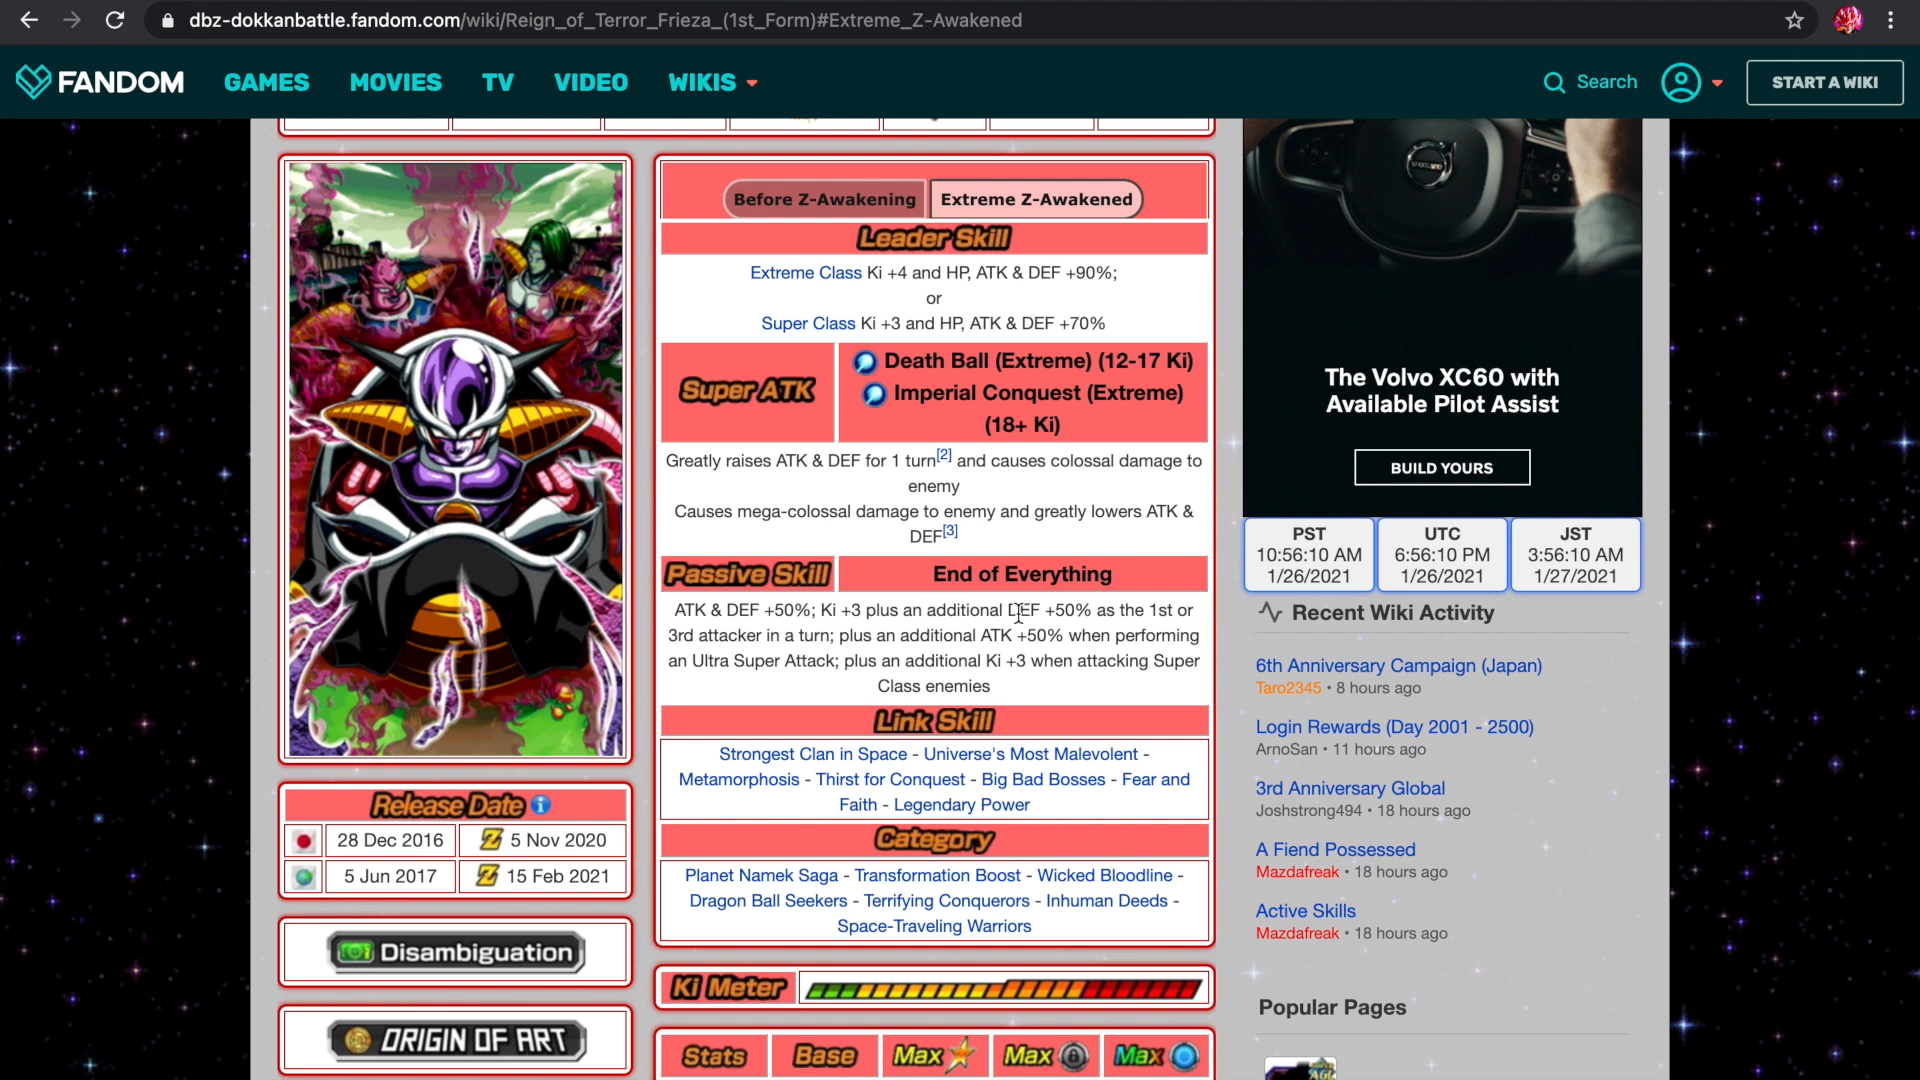 dbz-dokkanbattle.fandom.com/wiki/Reign_of_Terror_Frieza_(1st_Form)#Extreme_Z-Awakened
FANDOM
GAMES
MOVIES
TV
VIDEO
WIKIS
Search
START A WIKI
Before Z-Awakening
Extreme Z-Awakened
Leader Skill
Extreme Class Ki +4 and HP, ATK & DEF +90%;
or
Super Class Ki +3 and HP, ATK & DEF +70%
Super ATK
Death Ball (Extreme) (12-17 Ki)
Imperial Conquest (Extreme)
(18+ Ki)
Greatly raises ATK & DEF for 1 turn[2] and causes colossal damage to
enemy
Causes mega-colossal damage to enemy and greatly lowers ATK &
DEF[3]
Passive Skill
End of Everything
ATK & DEF +50%; Ki +3 plus an additional DEF +50% as the 1st or
3rd attacker in a turn; plus an additional ATK +50% when performing
an Ultra Super Attack; plus an additional Ki +3 when attacking Super
Class enemies
Link Skill
Strongest Clan in Space - Universe's Most Malevolent -
Metamorphosis - Thirst for Conquest - Big Bad Bosses - Fear and
Faith - Legendary Power
Category
Planet Namek Saga - Transformation Boost - Wicked Bloodline -
Dragon Ball Seekers - Terrifying Conquerors - Inhuman Deeds -
Space-Traveling Warriors
Ki Meter
Stats
Base
Max
Max
Max
Release Date
28 Dec 2016
Z 5 Nov 2020
5 Jun 2017
Z 15 Feb 2021
Disambiguation
ORIGIN OF ART
VOLVO
The Volvo XC60 with
Available Pilot Assist
BUILD YOURS
PST
10:56:10 AM
1/26/2021
UTC
6:56:10 PM
1/26/2021
JST
3:56:10 AM
1/27/2021
Recent Wiki Activity
6th Anniversary Campaign (Japan)
Taro2345 • 8 hours ago
Login Rewards (Day 2001 - 2500)
ArnoSan • 11 hours ago
3rd Anniversary Global
Joshstrong494 • 18 hours ago
A Fiend Possessed
Mazdafreak • 18 hours ago
Active Skills
Mazdafreak • 18 hours ago
Popular Pages